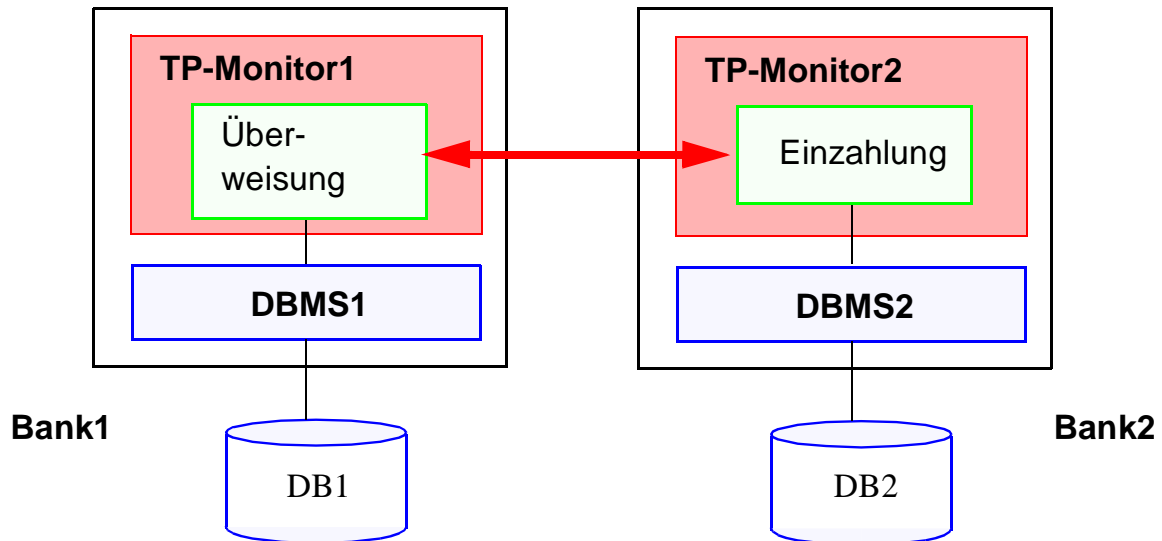 TP-Monitor1
Über-
weisung
DBMS1
Bank1
DB1
TP-Monitor2
Einzahlung
DBMS2
Bank2
DB2